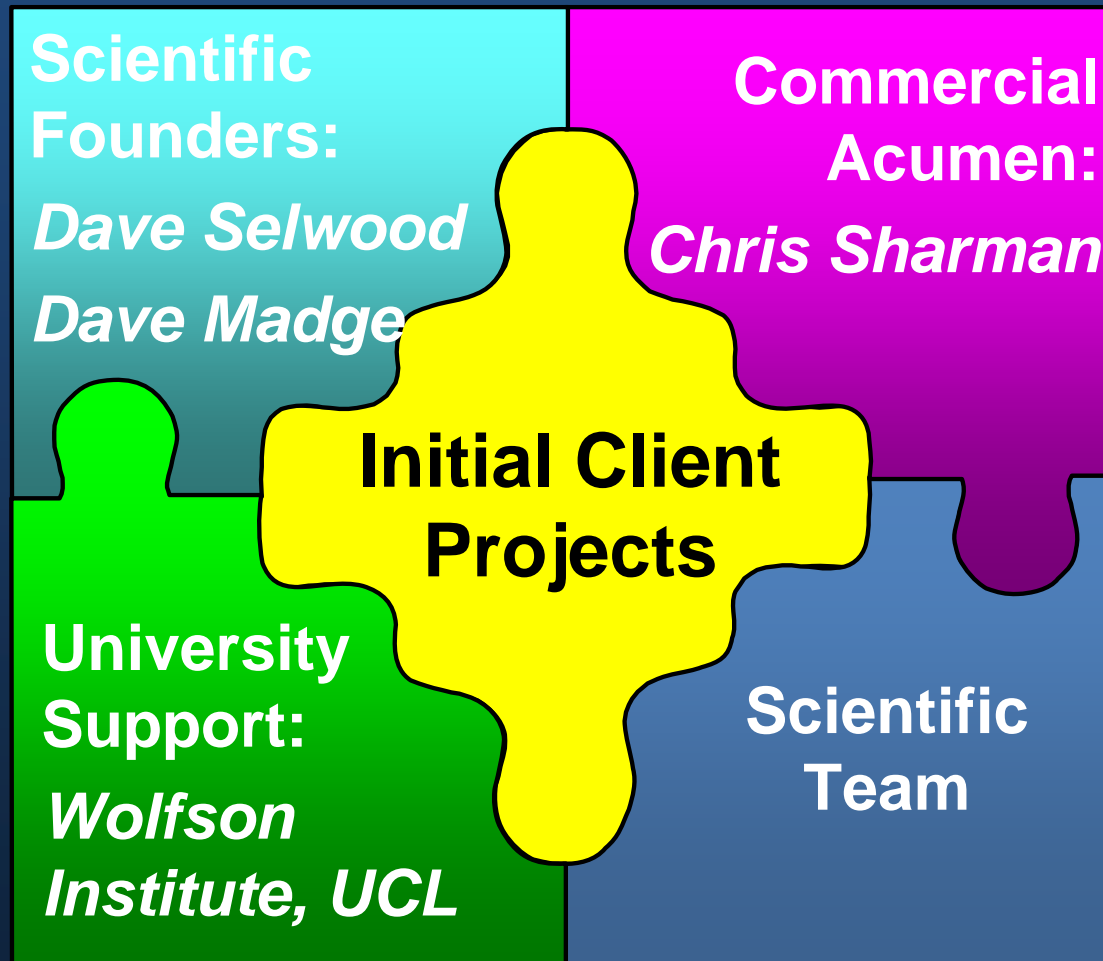 Scientific
Founders:
Dave Selwood
Dave Madge
Commercial
Acumen:
Chris Sharman
Initial Client
Projects
University
Support:
Wolfson
Institute, UCL
Scientific
Team